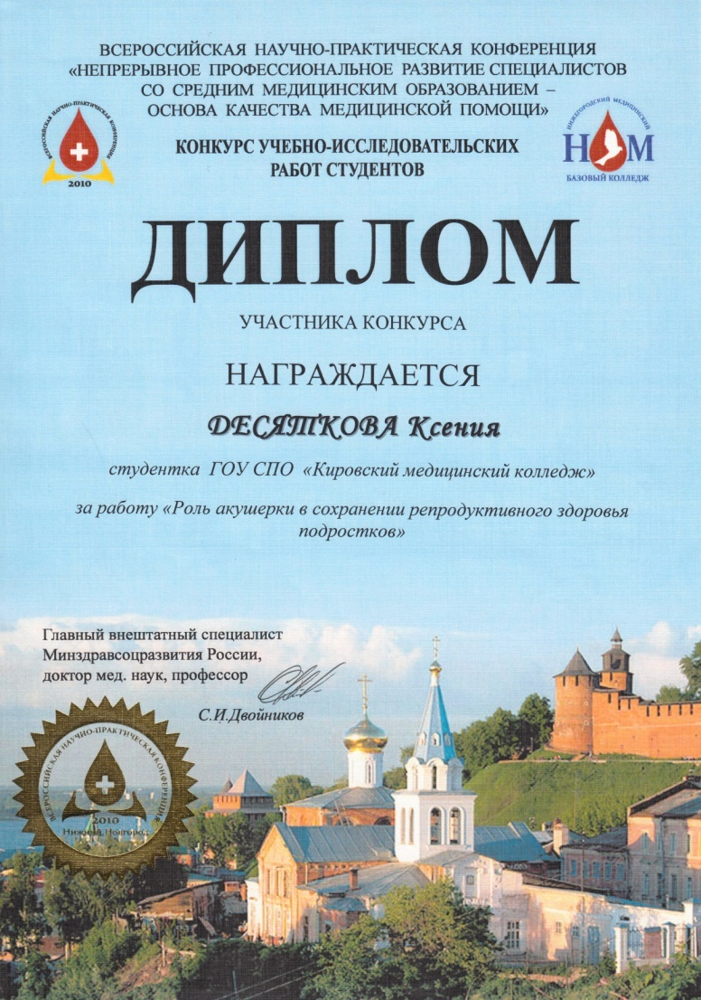 ВСЕРОССИЙСКАЯ НАУЧНО-ПРАКТИЧЕСКАЯ КОНФЕРЕНЦИЯ
«НЕПРЕРЫВНОЕ ПРОФЕССИОНАЛЬНОЕ РАЗВИТИЕ СПЕЦИАЛИСТОВ
СО СРЕДНИМ МЕДИЦИНСКИМ ОБРАЗОВАНИЕМ –
ОСНОВА КАЧЕСТВА МЕДИЦИНСКОЙ ПОМОЩИ»
ВСЕРОССИЙСКАЯ НАУЧНО-ПРАКТИЧЕСКАЯ КОНФЕРЕНЦИЯ
2010
НИЖЕГОРОДСКИЙ МЕДИЦИНСКИЙ
НМ
БАЗОВЫЙ КОЛЛЕДЖ
КОНКУРС УЧЕБНО-ИССЛЕДОВАТЕЛЬСКИХ
РАБОТ СТУДЕНТОВ
ДИПЛОМ
УЧАСТНИКА КОНКУРСА
НАГРАЖДАЕТСЯ
ДЕСЯТКОВА Ксения
студентка ГОУ СПО «Кировский медицинский колледж»
за работу «Роль акушерки в сохранении репродуктивного здоровья
подростков»
Главный внештатный специалист
Минздравсоцразвития России,
доктор мед. наук, профессор
С.И.Двойников
ВСЕРОССИЙСКАЯ НАУЧНО-ПРАКТИЧЕСКАЯ КОНФЕРЕНЦИЯ
2010
Нижний Новгород